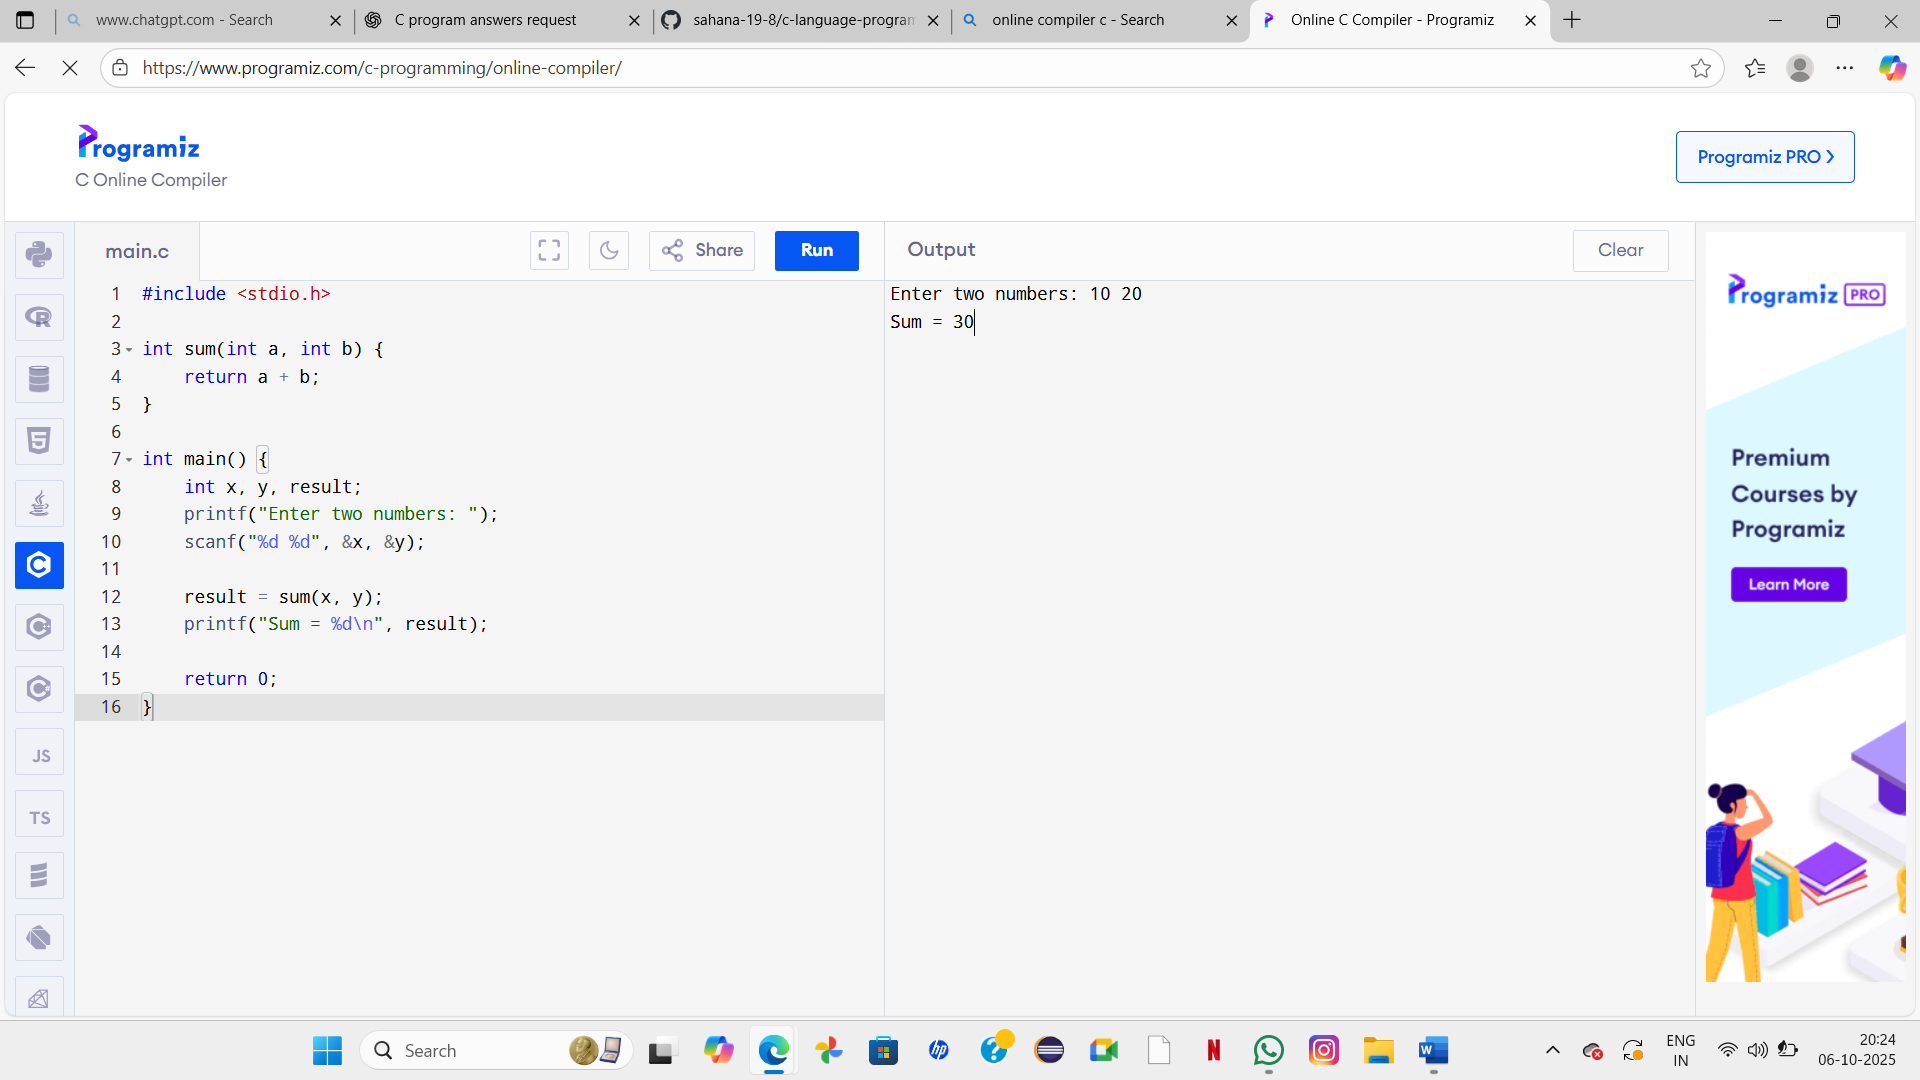 www.chatgpt.com - Search
C program answers request
sahana-19-8/c-language-program
online compiler c - Search
Online C Compiler - Programiz
https://www.programiz.com/c-programming/online-compiler/
Programiz
C Online Compiler
Programiz PRO
main.c
Share
Run
Output
Clear
1 #include <stdio.h>
2
3 int sum(int a, int b) {
4     return a + b;
5 }
6
7 int main() {
8     int x, y, result;
9     printf("Enter two numbers: ");
10     scanf("%d %d", &x, &y);
11
12     result = sum(x, y);
13     printf("Sum = %d\n", result);
14
15     return 0;
16 }
Enter two numbers: 10 20
Sum = 30
JS
TS
Programiz PRO
Premium
Courses by
Programiz
Learn More
Search
ENG
IN
20:24
06-10-2025